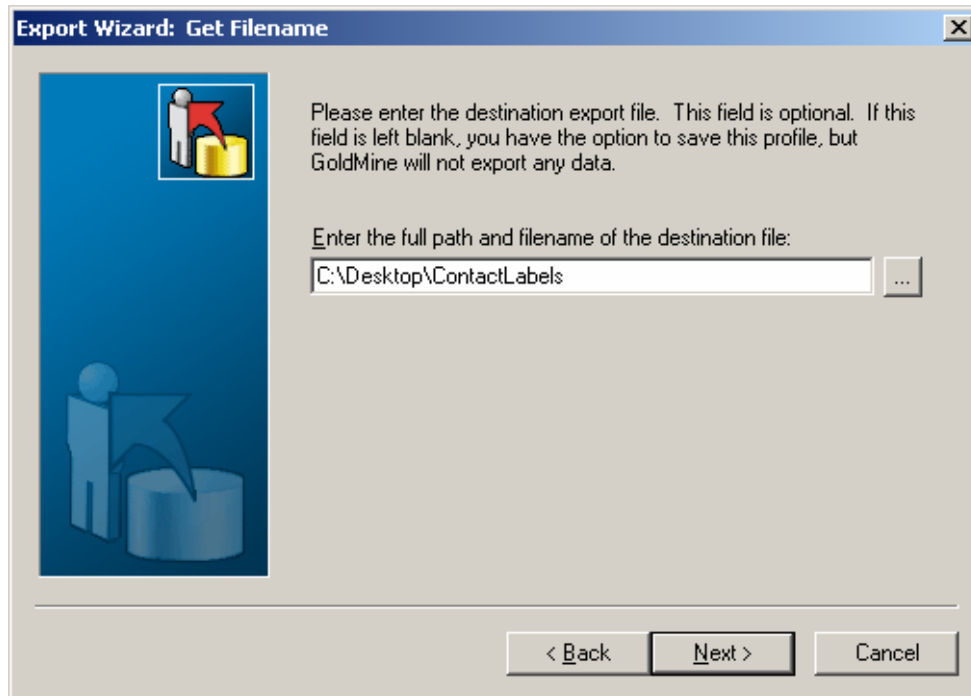 Export Wizard:  Get Filename
Please enter the destination export file.  This field is optional.  If this
field is left blank, you have the option to save this profile, but
GoldMine will not export any data.
Enter the full path and filename of the destination file:
C:\Desktop\ContactLabels
...
< Back
Next >
Cancel